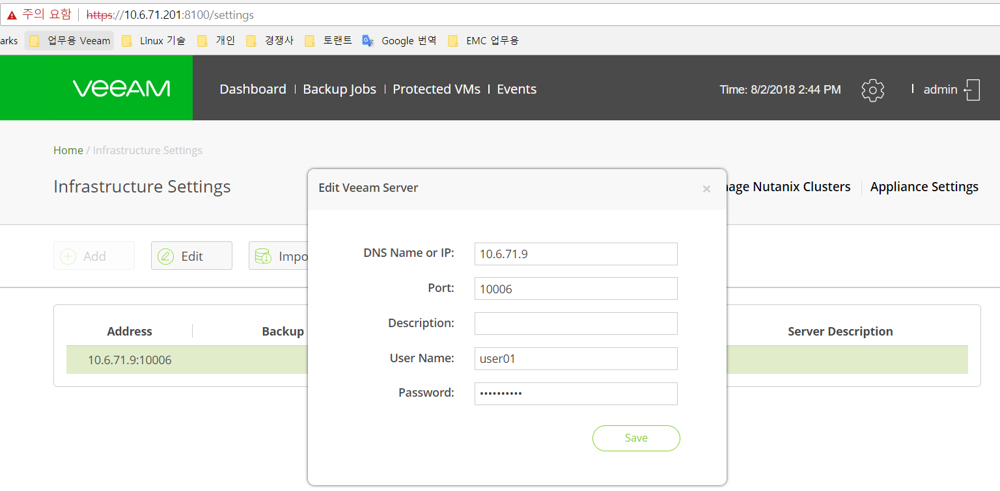 주의 요함 https://10.6.71.201:8100/settings
arks 업무용 Veeam Linux 기술 개인 경쟁사 토랜트 Google 번역 EMC 업무용
VEEAM Dashboard Backup Jobs Protected VMs Events Time: 8/2/2018 2:44 PM admin
Home / Infrastructure Settings
Infrastructure Settings
nage Nutanix Clusters Appliance Settings
Edit Veeam Server ×
Add Edit Impo
DNS Name or IP: 10.6.71.9
Port: 10006
Description:
User Name: user01
Password: ••••••••••
Save
Address Backup Server Description
10.6.71.9:10006